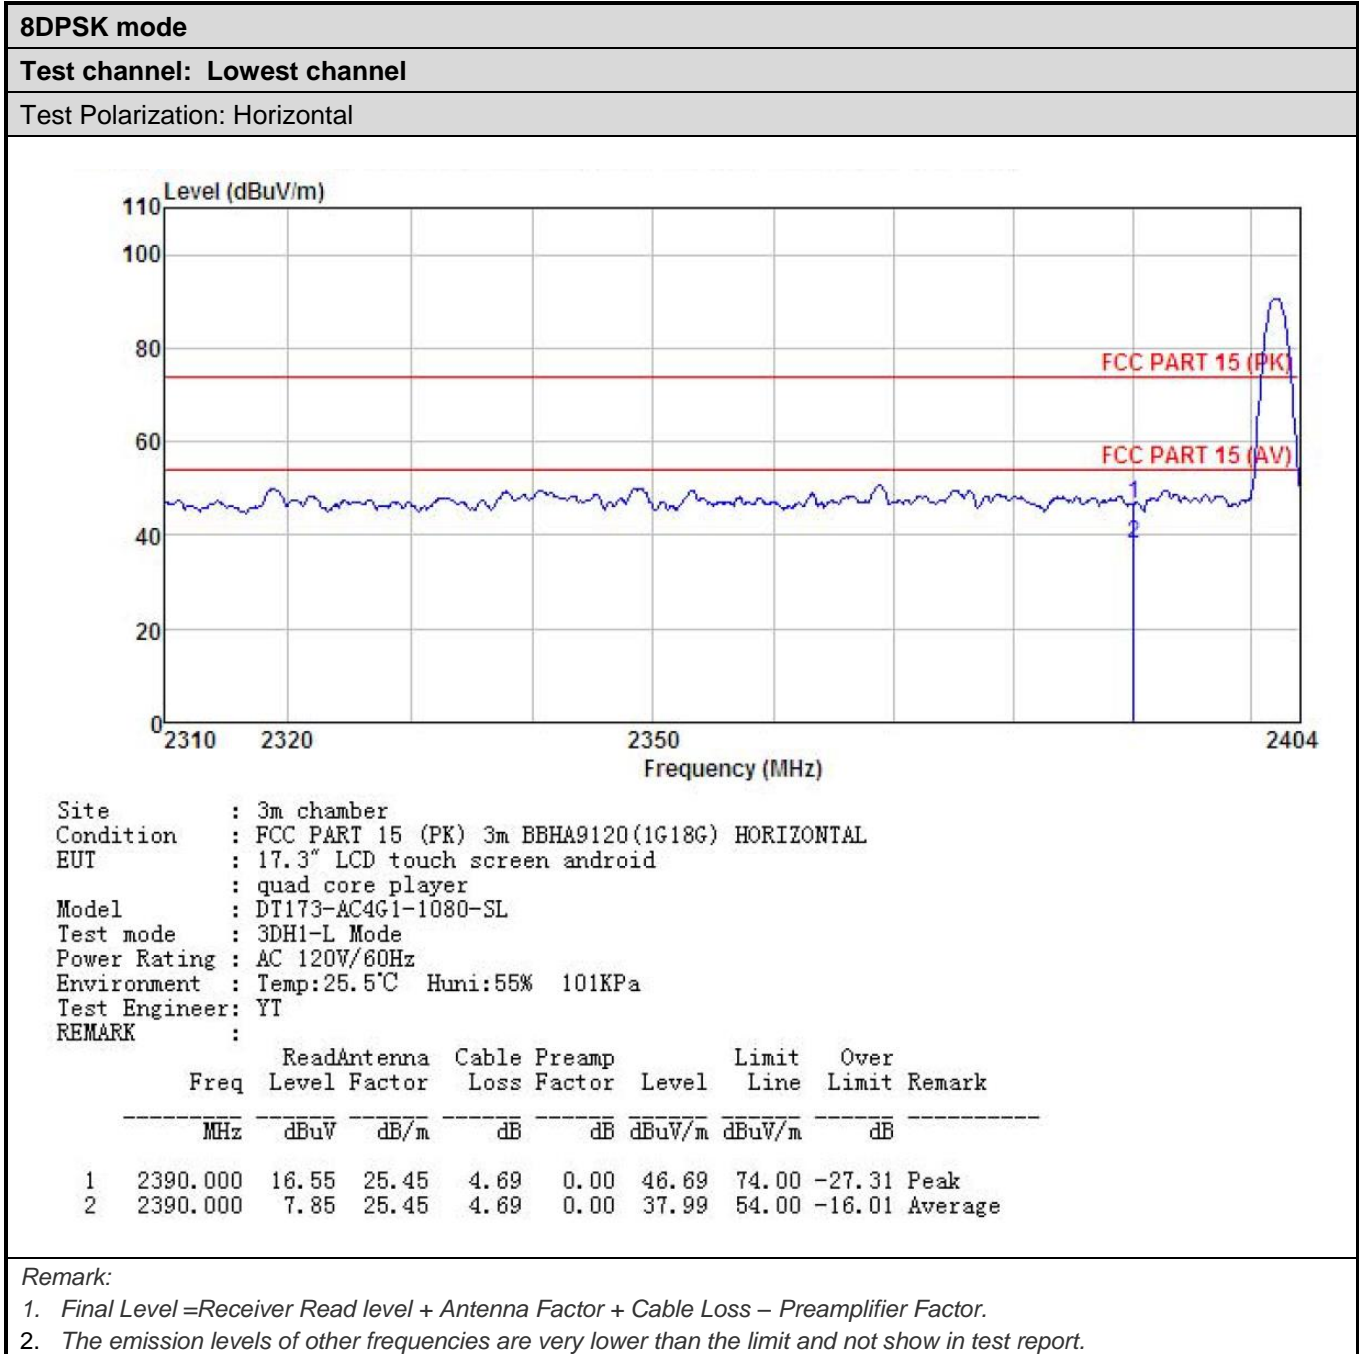 8DPSK mode
Test channel: Lowest channel
Test Polarization: Horizontal
Level (dBuV/m)
110
100
80
FCC PART 15 (PK)
60
FCC PART 15 (AV)
1
40
2
20
0
2310 2320 2350 2404
Frequency (MHz)
Site : 3m chamber
Condition : FCC PART 15 (PK) 3m BBHA9120(1G18G) HORIZONTAL
EUT : 17.3" LCD touch screen android
: quad core player
Model : DT173-AC4G1-1080-SL
Test mode : 3DH1-L Mode
Power Rating : AC 120V/60Hz
Environment : Temp:25.5℃ Huni:55% 101KPa
Test Engineer: YT
REMARK :
ReadAntenna Cable Preamp Limit Over
Freq Level Factor Loss Factor Level Line Limit Remark
MHz dBuV dB/m dB dB dBuV/m dBuV/m dB
1 2390.000 16.55 25.45 4.69 0.00 46.69 74.00 -27.31 Peak
2 2390.000 7.85 25.45 4.69 0.00 37.99 54.00 -16.01 Average
Remark:
1. Final Level =Receiver Read level + Antenna Factor + Cable Loss – Preamplifier Factor.
2. The emission levels of other frequencies are very lower than the limit and not show in test report.